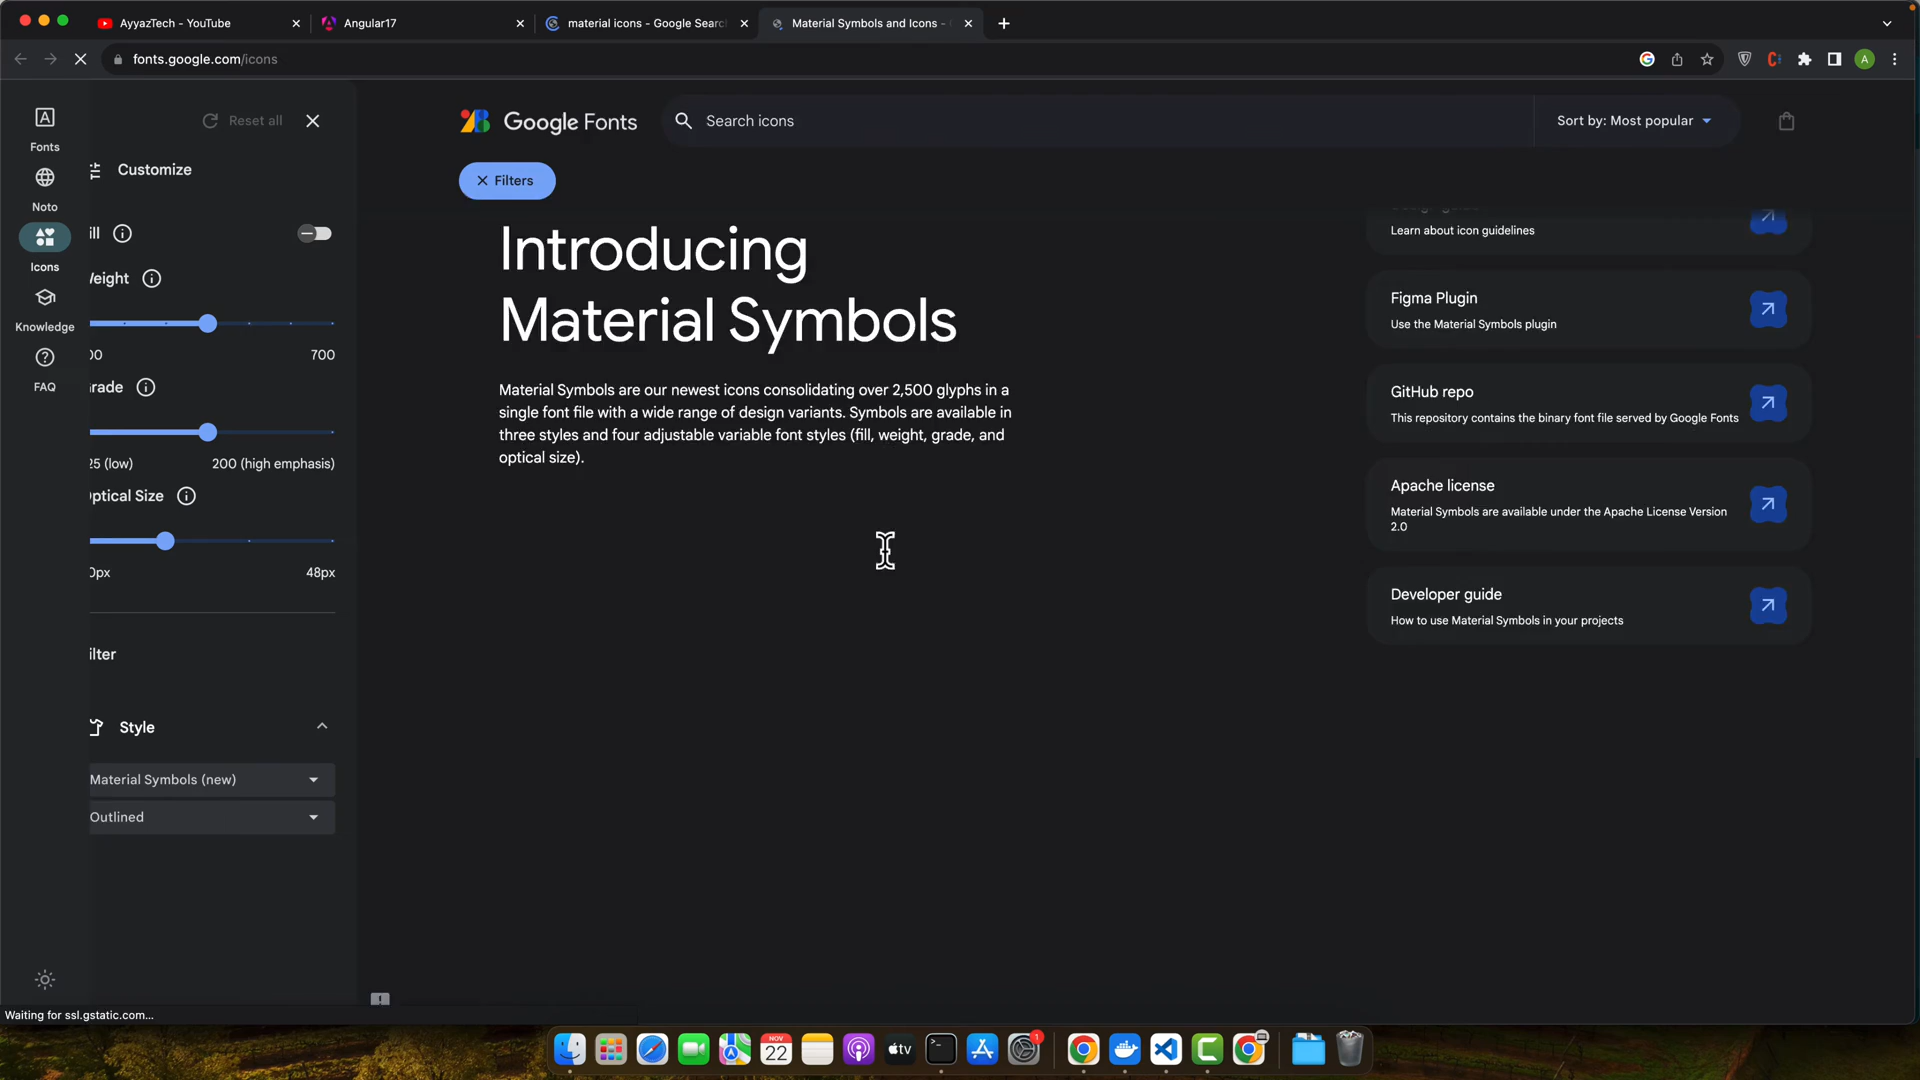 AyyazTech - YouTube
Angular17
material icons - Google Searc
Material Symbols and Icons -
fonts.google.com/icons
A
Fonts
Noto
Icons
Knowledge
FAQ
Reset all
Customize
ill
Weight
00
700
rade
25 (low)
200 (high emphasis)
Optical Size
0px
48px
ilter
Style
Material Symbols (new)
Outlined
Google Fonts
Search icons
Sort by: Most popular
Filters
Introducing
Material Symbols
Material Symbols are our newest icons consolidating over 2,500 glyphs in a
single font file with a wide range of design variants. Symbols are available in
three styles and four adjustable variable font styles (fill, weight, grade, and
optical size).
Learn about icon guidelines
Figma Plugin
Use the Material Symbols plugin
GitHub repo
This repository contains the binary font file served by Google Fonts
Apache license
Material Symbols are available under the Apache License Version
2.0
Developer guide
How to use Material Symbols in your projects
Waiting for ssl.gstatic.com...
NOV
22
tv
1